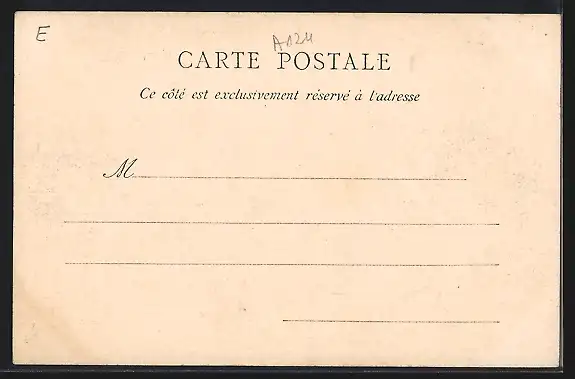 E
A124
CARTE POSTALE
Ce côté est exclusivement réservé à l'adresse
M